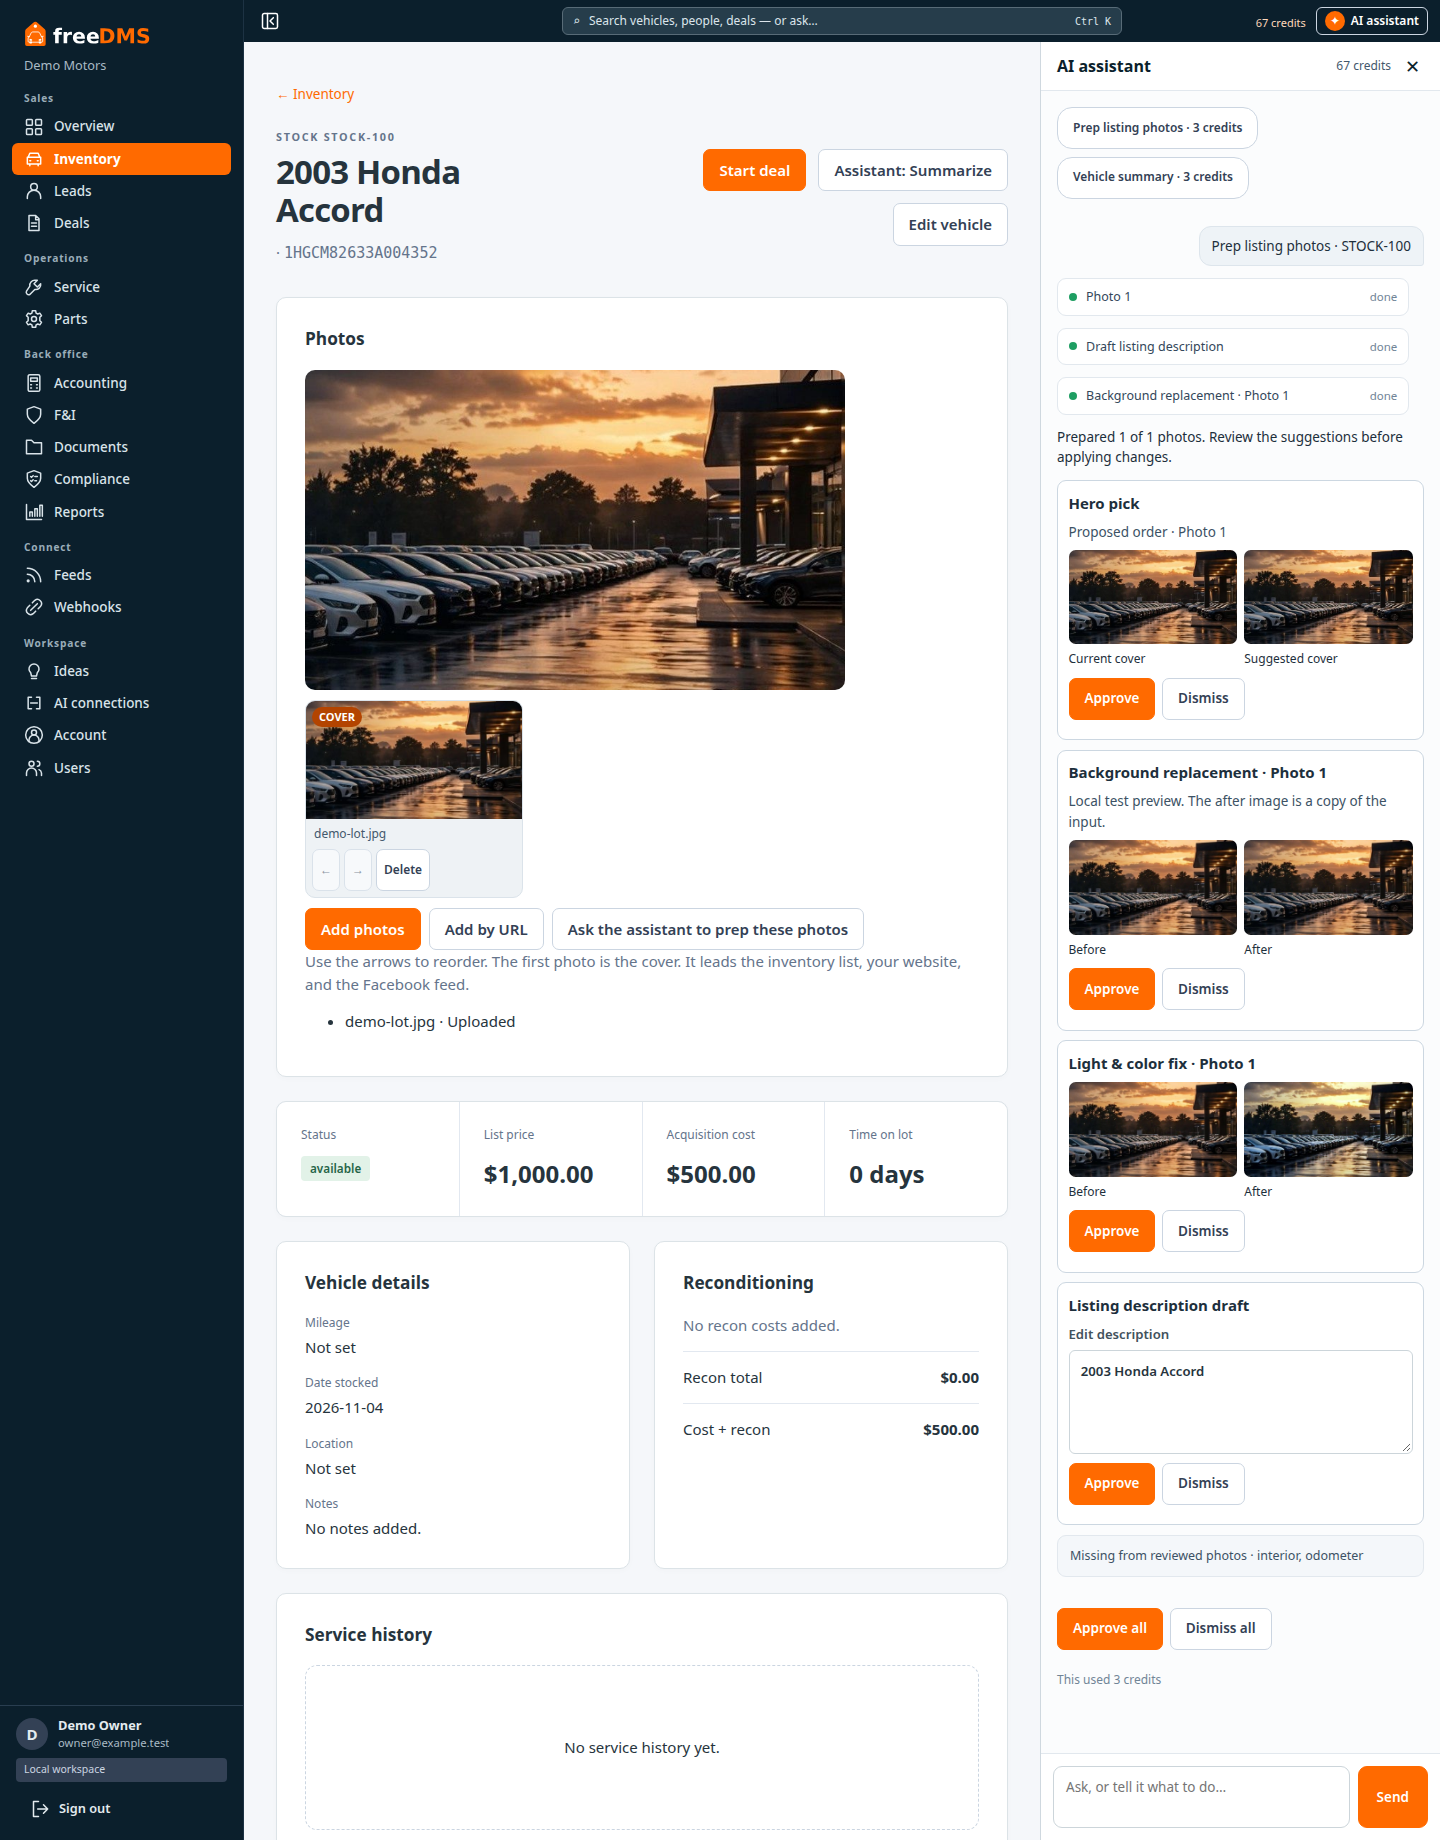 freeDMS
Demo Motors
Sales
Overview
Inventory
Leads
Deals
Operations
Service
Parts
Back office
Accounting
F&I
Documents
Compliance
Reports
Connect
Feeds
Webhooks
Workspace
Ideas
AI connections
Account
Users
D
Demo Owner
owner@example.test
Local workspace
Sign out
Search vehicles, people, deals — or ask...
Ctrl K
67 credits
AI assistant
← Inventory
STOCK STOCK-100
2003 Honda
Accord
· 1HGCM82633A004352
Start deal
Assistant: Summarize
Edit vehicle
Photos
COVER
demo-lot.jpg
←
→
Delete
Add photos
Add by URL
Ask the assistant to prep these photos
Use the arrows to reorder. The first photo is the cover. It leads the inventory list, your website,
and the Facebook feed.
• demo-lot.jpg · Uploaded
Status
available
List price
$1,000.00
Acquisition cost
$500.00
Time on lot
0 days
Vehicle details
Mileage
Not set
Date stocked
2026-11-04
Location
Not set
Notes
No notes added.
Reconditioning
No recon costs added.
Recon total $0.00
Cost + recon $500.00
Service history
No service history yet.
AI assistant
67 credits
✕
Prep listing photos · 3 credits
Vehicle summary · 3 credits
Prep listing photos · STOCK-100
Photo 1 done
Draft listing description done
Background replacement · Photo 1 done
Prepared 1 of 1 photos. Review the suggestions before
applying changes.
Hero pick
Proposed order · Photo 1
Current cover
Suggested cover
Approve
Dismiss
Background replacement · Photo 1
Local test preview. The after image is a copy of the
input.
Before
After
Approve
Dismiss
Light & color fix · Photo 1
Before
After
Approve
Dismiss
Listing description draft
Edit description
2003 Honda Accord
Approve
Dismiss
Missing from reviewed photos · interior, odometer
Approve all
Dismiss all
This used 3 credits
Ask, or tell it what to do...
Send